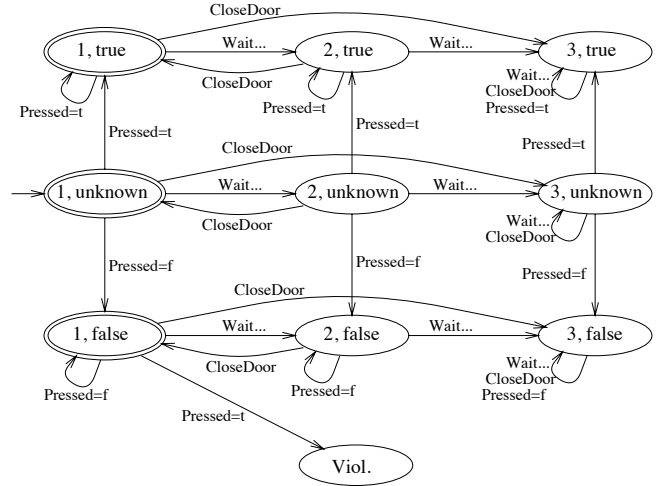 CloseDoor
1, true
Wait...
2, true
Wait...
3, true
CloseDoor
Wait...
CloseDoor
Pressed=t
Pressed=t
Pressed=t
Pressed=t
Pressed=t
Pressed=t
CloseDoor
1, unknown
Wait...
2, unknown
Wait...
3, unknown
CloseDoor
Wait...
CloseDoor
Pressed=f
Pressed=f
Pressed=f
CloseDoor
1, false
Wait...
2, false
Wait...
3, false
CloseDoor
Wait...
CloseDoor
Pressed=f
Pressed=f
Pressed=f
Pressed=t
Viol.